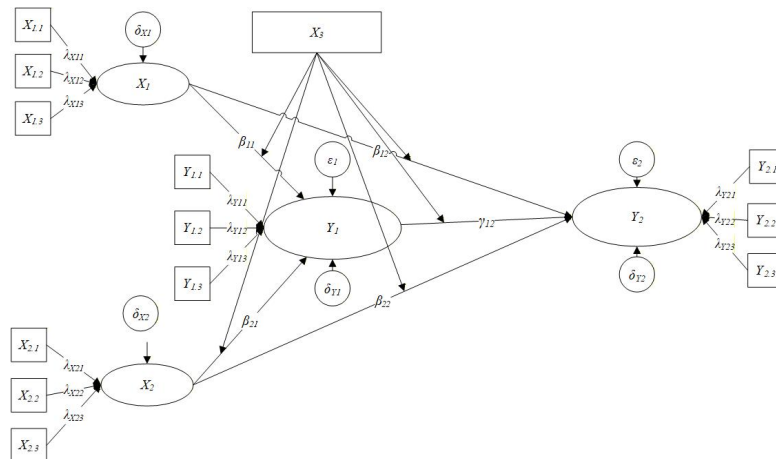 X1.1
X1.2
X1.3
λX11
λX12
λX13
δX1
X1
X3
β11
β12
Y1.1
Y1.2
Y1.3
λY11
λY12
λY13
ε1
Y1
δY1
γ12
ε2
Y2
δY2
λY21
λY22
λY23
Y2.1
Y2.2
Y2.3
β21
β22
δX2
X2.1
X2.2
X2.3
λX21
λX22
λX23
X2